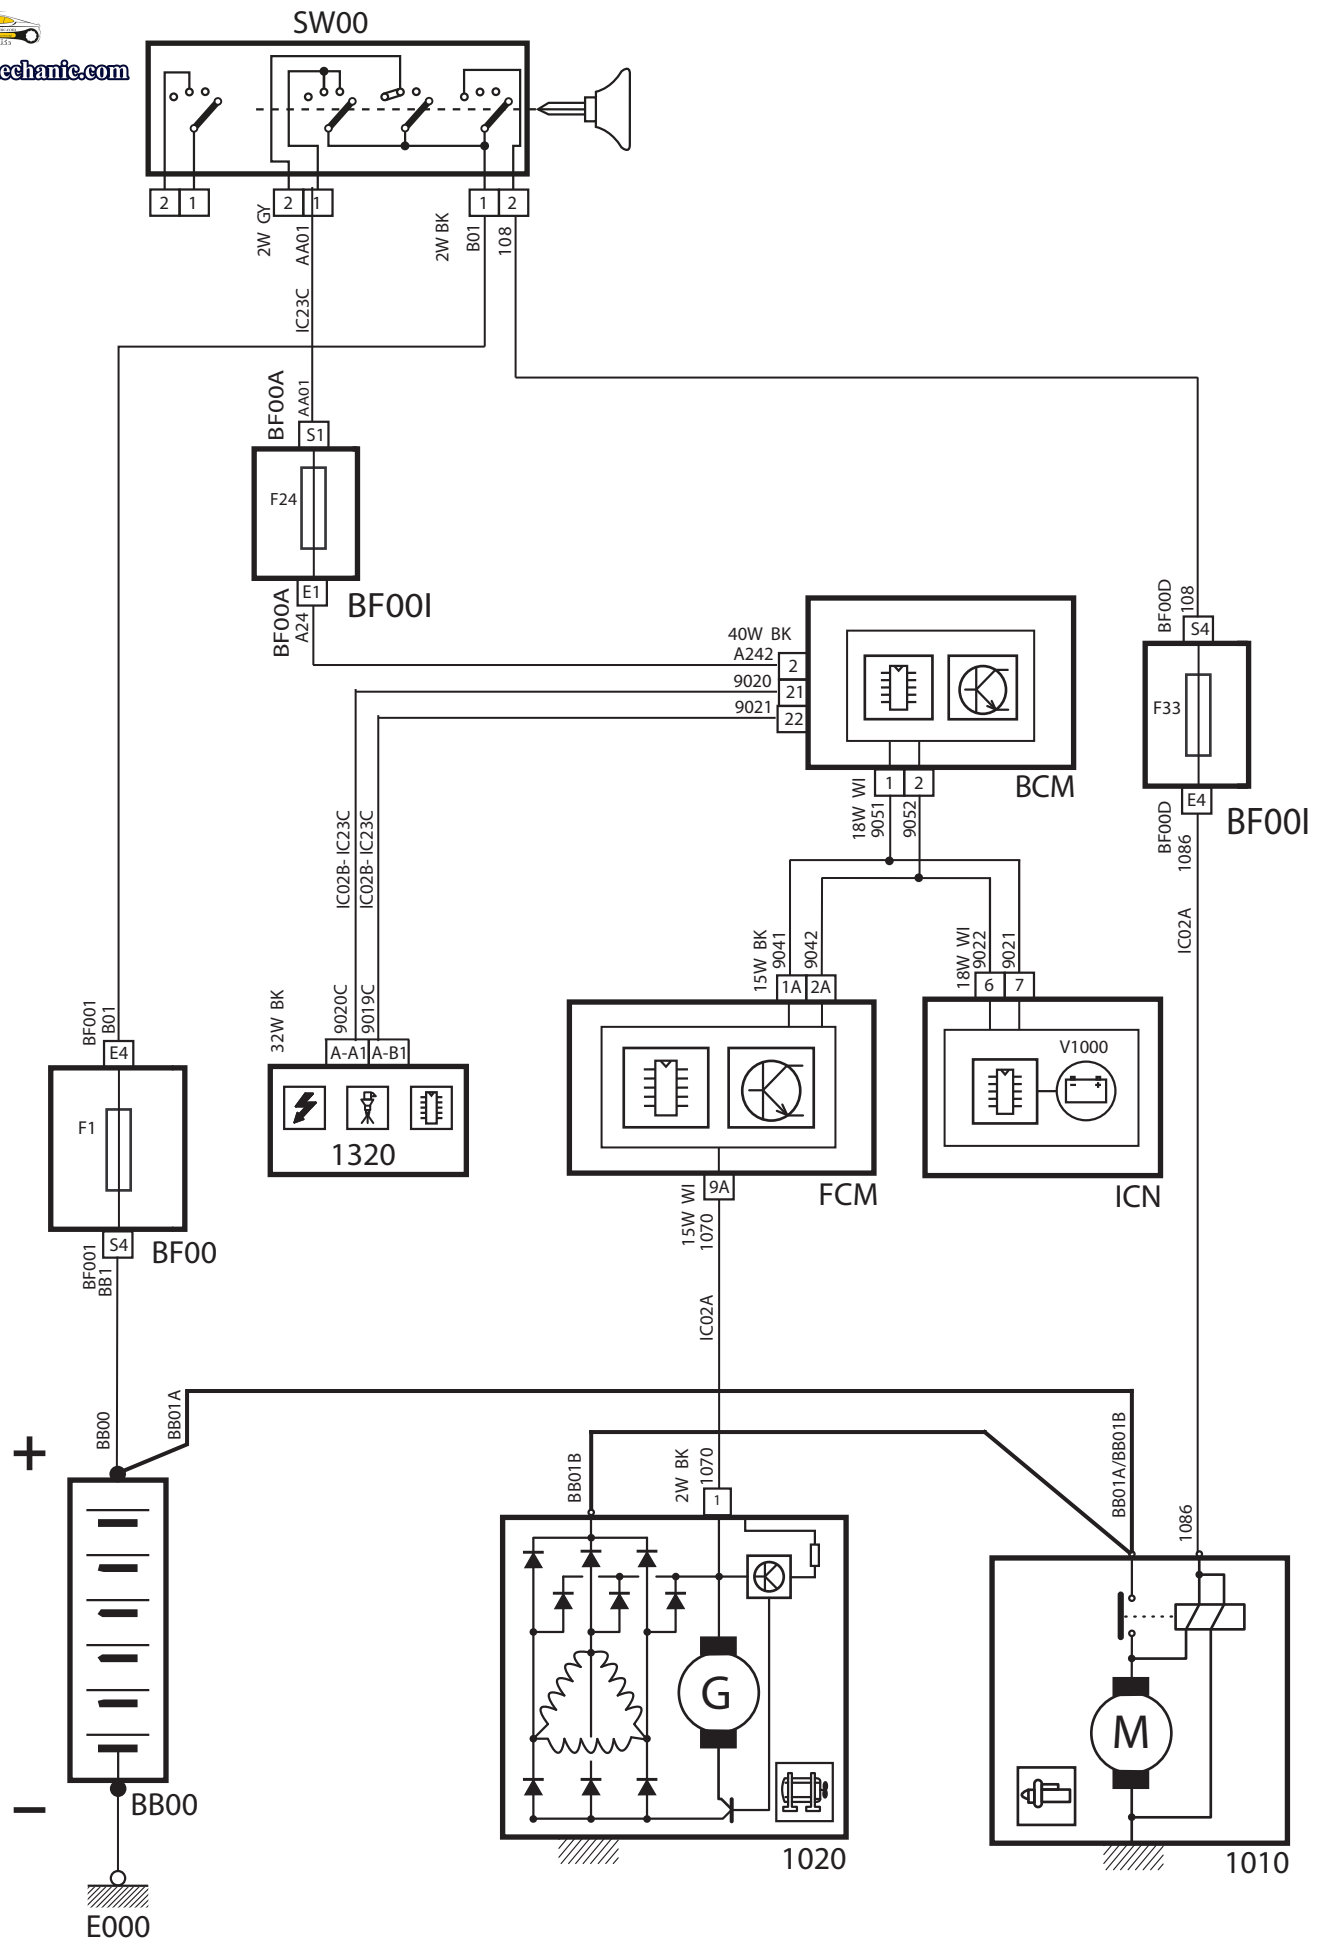 SW00
echanic.com
2 1
2 1
1 2
2W GY
AA01
IC23C
2W BK
B01
108
BF00A
AA01
S1
F24
E1
BF00A
A24
BF00I
40W BK
A242
2
9020
21
9021
22
BCM
18W WI
9051
1 2
9052
BF00D
108
S4
F33
E4
BF00I
BF00D
1086
IC02A
IC02B- IC23C
IC02B- IC23C
15W BK
9041
9042
1A 2A
18W WI
9022
9021
6 7
V1000
FCM
ICN
9A
15W WI
1070
IC02A
32W BK
9020C
9019C
A-A1 A-B1
1320
BF001
B01
E4
F1
S4
BF00
BF001
BB1
BB00
BB01A
+
−
BB00
E000
BB01B
2W BK
1070
1
G
1020
BB01A/BB01B
1086
M
1010